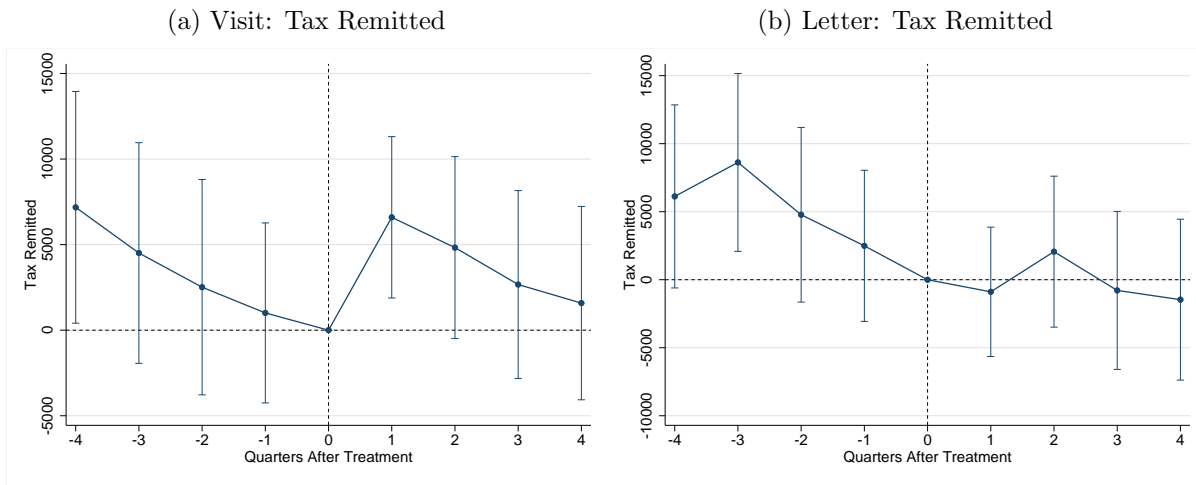 (a) Visit: Tax Remitted
Tax Remitted
15000
10000
5000
0
-5000
-4 -3 -2 -1 0 1 2 3 4
Quarters After Treatment
(b) Letter: Tax Remitted
Tax Remitted
15000
10000
5000
0
-5000
-10000
-4 -3 -2 -1 0 1 2 3 4
Quarters After Treatment